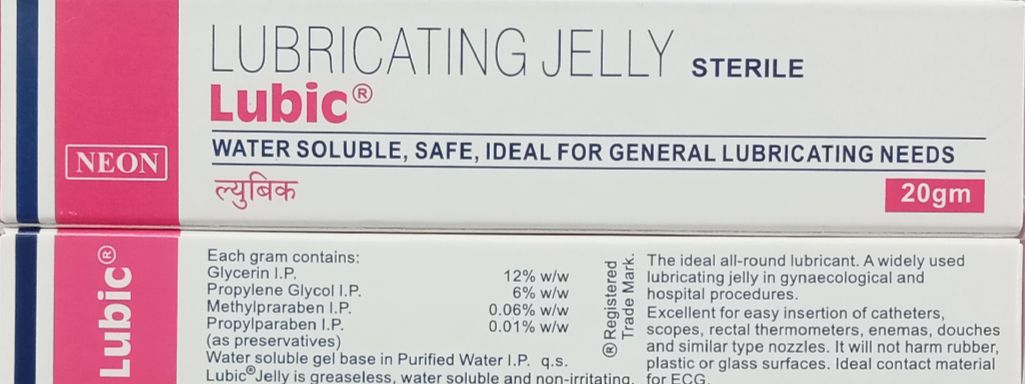 LUBRICATING JELLY STERILE
Lubic®
WATER SOLUBLE, SAFE, IDEAL FOR GENERAL LUBRICATING NEEDS
NEON
ल्युबिक
20gm
Lubic®
Each gram contains:
Glycerin I.P. 12% w/w
Propylene Glycol I.P. 6% w/w
Methylpraraben I.P. 0.06% w/w
Propylparaben I.P. 0.01% w/w
(as preservatives)
Water soluble gel base in Purified Water I.P. q.s.
Lubic® Jelly is greaseless, water soluble and non-irritating.
® Registered
Trade Mark.
The ideal all-round lubricant. A widely used
lubricating jelly in gynaecological and
hospital procedures.
Excellent for easy insertion of catheters,
scopes, rectal thermometers, enemas, douches
and similar type nozzles. It will not harm rubber,
plastic or glass surfaces. Ideal contact material
for ECG.